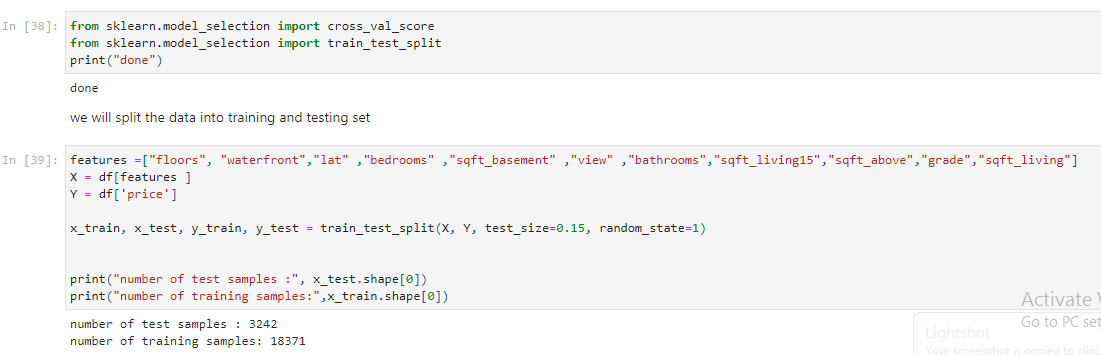 In [38]: from sklearn.model_selection import cross_val_score
from sklearn.model_selection import train_test_split
print("done")
done
we will split the data into training and testing set
In [39]: features =["floors", "waterfront","lat" ,"bedrooms" ,"sqft_basement" ,"view" ,"bathrooms","sqft_living15","sqft_above","grade","sqft_living"]
X = df[features ]
Y = df['price']
x_train, x_test, y_train, y_test = train_test_split(X, Y, test_size=0.15, random_state=1)
print("number of test samples :", x_test.shape[0])
print("number of training samples:",x_train.shape[0])
number of test samples : 3242
number of training samples: 18371
Activate
Go to PC set
Lightshot
Your screenshot is copied to